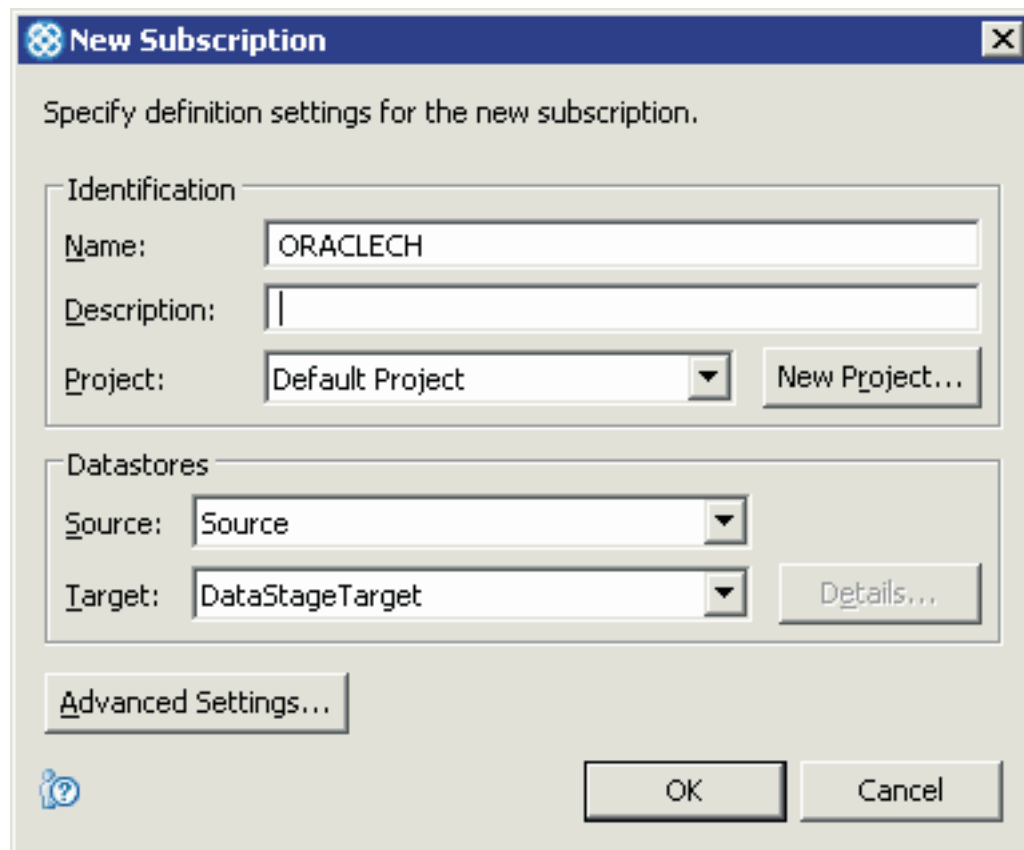 New Subscription
Specify definition settings for the new subscription.
Identification
Name: ORACLECH
Description:
Project: Default Project New Project...
Datastores
Source: Source
Target: DataStageTarget Details...
Advanced Settings...
OK Cancel